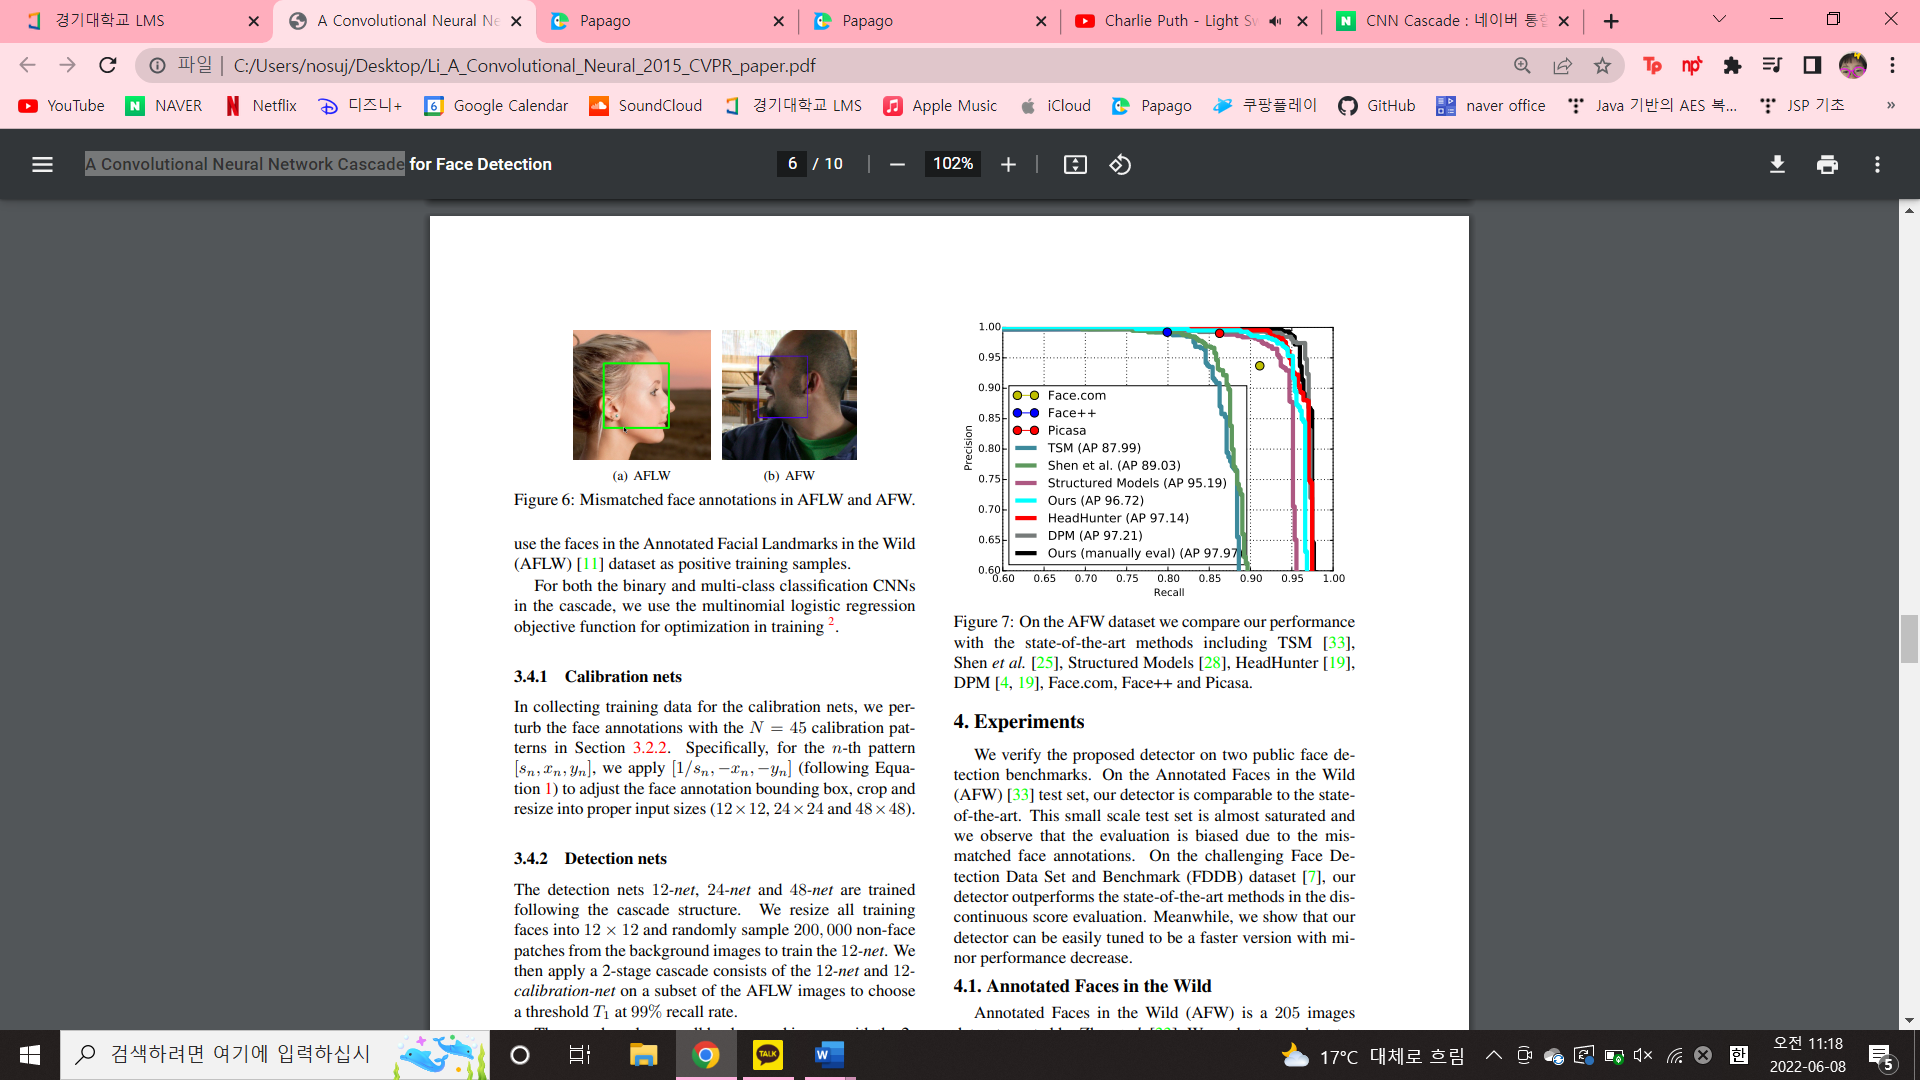 경기대학교 LMS
A Convolutional Neural Ne
Papago
Papago
Charlie Puth - Light Sw
CNN Cascade : 네이버 통합
파일 | C:/Users/nosuj/Desktop/Li_A_Convolutional_Neural_2015_CVPR_paper.pdf
YouTube NAVER Netflix 디즈니+ Google Calendar SoundCloud 경기대학교 LMS Apple Music iCloud Papago 쿠팡플레이 GitHub naver office Java 기반의 AES 복... JSP 기초 »
A Convolutional Neural Network Cascade for Face Detection
6 / 10
102%
(a) AFLW
(b) AFW
Figure 6: Mismatched face annotations in AFLW and AFW.
use the faces in the Annotated Facial Landmarks in the Wild
(AFLW) [11] dataset as positive training samples.
For both the binary and multi-class classification CNNs
in the cascade, we use the multinomial logistic regression
objective function for optimization in training 2.
3.4.1 Calibration nets
In collecting training data for the calibration nets, we per-
turb the face annotations with the N = 45 calibration pat-
terns in Section 3.2.2. Specifically, for the n-th pattern
[sn, xn, yn], we apply [1/sn, −xn, −yn] (following Equa-
tion 1) to adjust the face annotation bounding box, crop and
resize into proper input sizes (12×12, 24×24 and 48×48).
3.4.2 Detection nets
The detection nets 12-net, 24-net and 48-net are trained
following the cascade structure. We resize all training
faces into 12 × 12 and randomly sample 200, 000 non-face
patches from the background images to train the 12-net. We
then apply a 2-stage cascade consists of the 12-net and 12-
calibration-net on a subset of the AFLW images to choose
a threshold T1 at 99% recall rate.
1.00
0.95
0.90
0.85
0.80
0.75
0.70
0.65
0.60
Precision
Face.com
Face++
Picasa
TSM (AP 87.99)
Shen et al. (AP 89.03)
Structured Models (AP 95.19)
Ours (AP 96.72)
HeadHunter (AP 97.14)
DPM (AP 97.21)
Ours (manually eval) (AP 97.97)
0.60 0.65 0.70 0.75 0.80 0.85 0.90 0.95 1.00
Recall
Figure 7: On the AFW dataset we compare our performance
with the state-of-the-art methods including TSM [33],
Shen et al. [25], Structured Models [28], HeadHunter [19],
DPM [4, 19], Face.com, Face++ and Picasa.
4. Experiments
We verify the proposed detector on two public face de-
tection benchmarks. On the Annotated Faces in the Wild
(AFW) [33] test set, our detector is comparable to the state-
of-the-art. This small scale test set is almost saturated and
we observe that the evaluation is biased due to the mis-
matched face annotations. On the challenging Face De-
tection Data Set and Benchmark (FDDB) dataset [7], our
detector outperforms the state-of-the-art methods in the dis-
continuous score evaluation. Meanwhile, we show that our
detector can be easily tuned to be a faster version with mi-
nor performance decrease.
4.1. Annotated Faces in the Wild
Annotated Faces in the Wild (AFW) is a 205 images
검색하려면 여기에 입력하십시
TALK
17°C 대체로 흐림
한
오전 11:18
2022-06-08
5